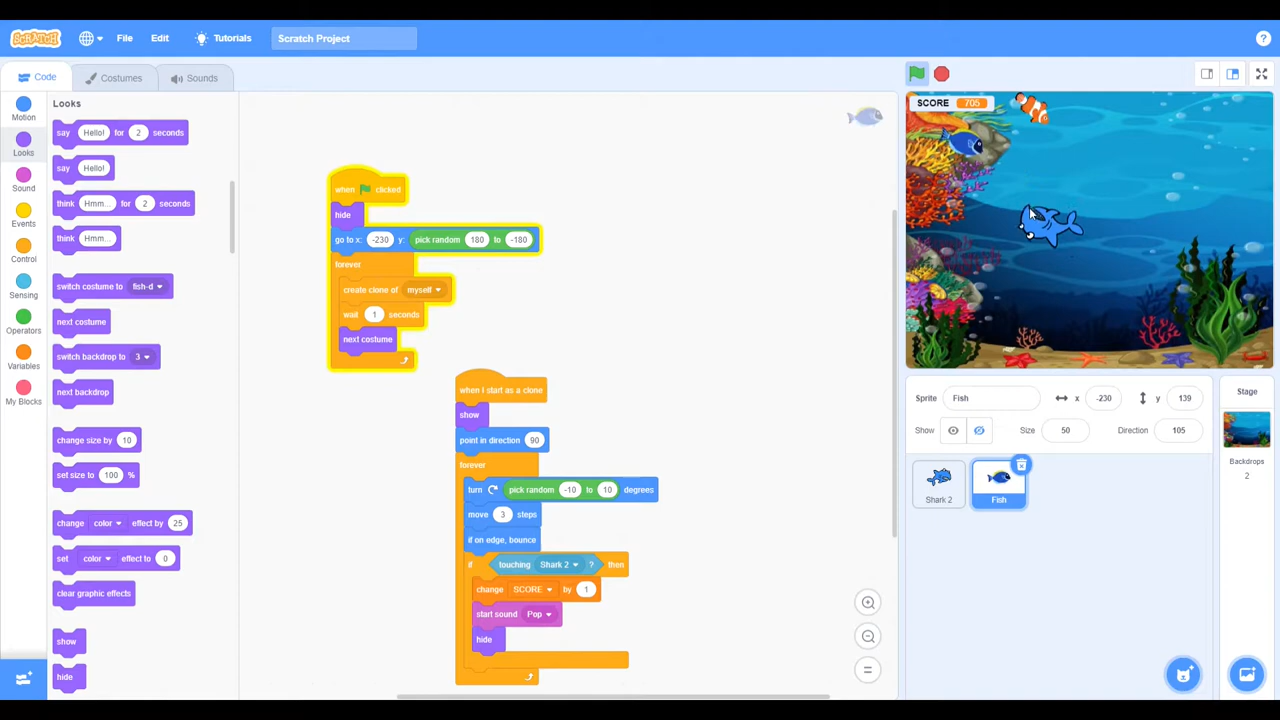 SCRATCH File Edit Tutorials Scratch Project ?
Code Costumes Sounds
Motion
Looks
Sound
Events
Control
Sensing
Operators
Variables
My Blocks
Looks
say Hello! for 2 seconds
say Hello!
think Hmm... for 2 seconds
think Hmm...
switch costume to fish-d
next costume
switch backdrop to 3
next backdrop
change size by 10
set size to 100 %
change color effect by 25
set color effect to 0
clear graphic effects
show
hide
when clicked
hide
go to x: -230 y: pick random 180 to -180
forever
create clone of myself
wait 1 seconds
next costume
when I start as a clone
show
point in direction 90
forever
turn pick random -10 to 10 degrees
move 3 steps
if on edge, bounce
if touching Shark 2 ? then
change SCORE by 1
start sound Pop
hide
SCORE 705
Sprite Fish x -230 y 139
Show Size 50 Direction 105
Shark 2
Fish
Stage
Backdrops
2